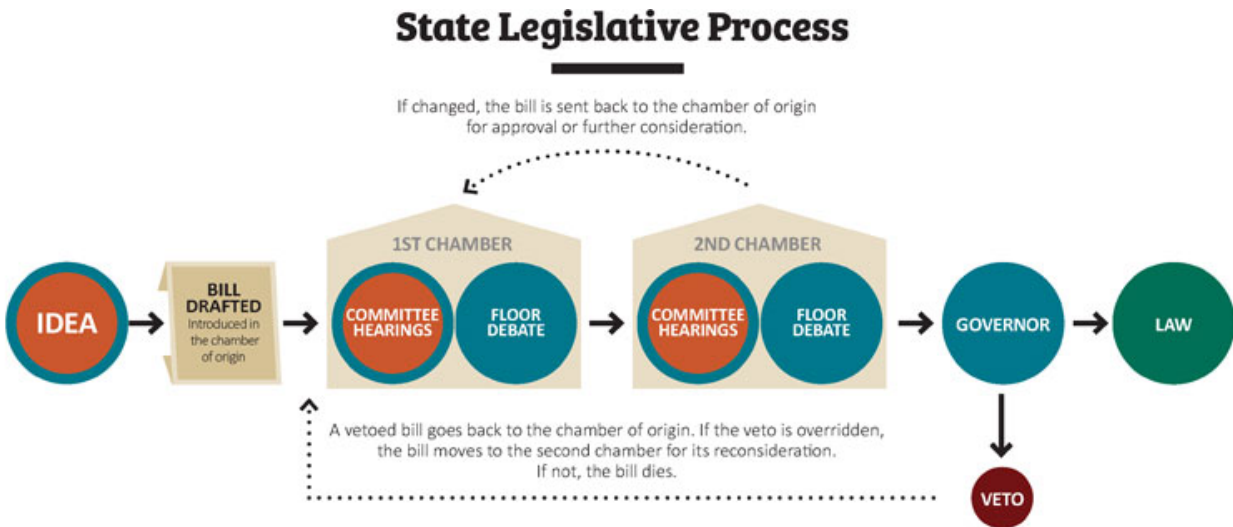 State Legislative Process
If changed, the bill is sent back to the chamber of origin
for approval or further consideration.
IDEA
BILL
DRAFTED
Introduced in
the chamber
of origin
1ST CHAMBER
COMMITTEE
HEARINGS
FLOOR
DEBATE
2ND CHAMBER
COMMITTEE
HEARINGS
FLOOR
DEBATE
GOVERNOR
LAW
A vetoed bill goes back to the chamber of origin. If the veto is overridden,
the bill moves to the second chamber for its reconsideration.
If not, the bill dies.
VETO